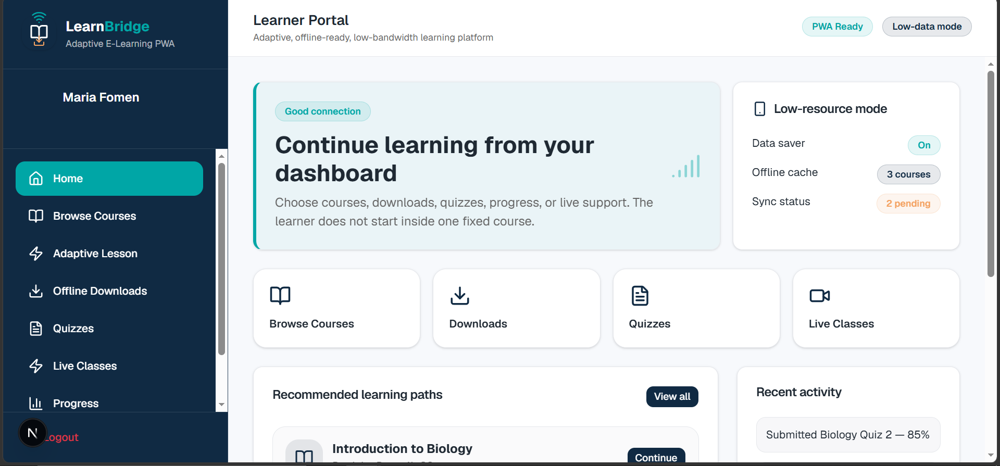 LearnBridge
Adaptive E-Learning PWA
Maria Fomen
Home
Browse Courses
Adaptive Lesson
Offline Downloads
Quizzes
Live Classes
Progress
N
Logout
Learner Portal
Adaptive, offline-ready, low-bandwidth learning platform
PWA Ready
Low-data mode
Good connection
Continue learning from your
dashboard
Choose courses, downloads, quizzes, progress, or live support. The
learner does not start inside one fixed course.
Low-resource mode
Data saver
On
Offline cache
3 courses
Sync status
2 pending
Browse Courses
Downloads
Quizzes
Live Classes
Recommended learning paths
View all
Introduction to Biology
Continue
Recent activity
Submitted Biology Quiz 2 — 85%